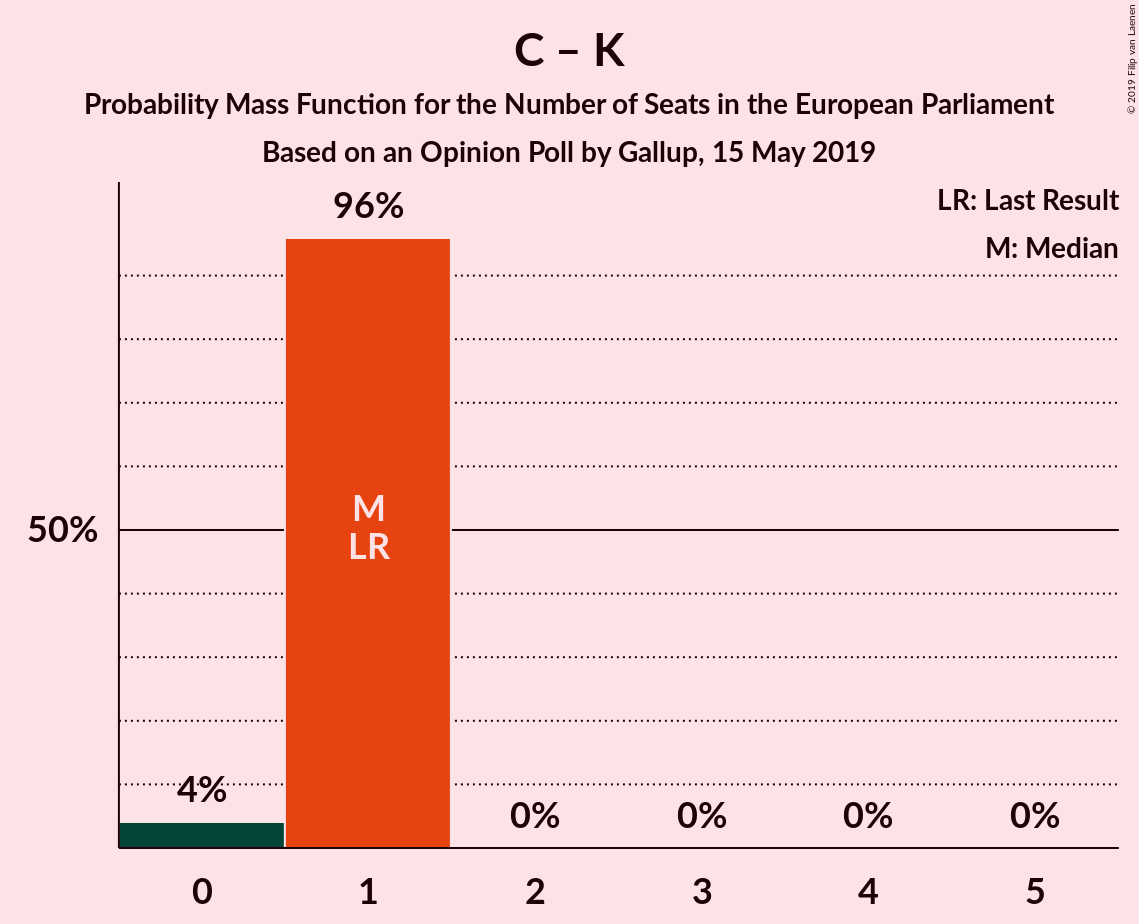 C – K
Probability Mass Function for the Number of Seats in the European Parliament
Based on an Opinion Poll by Gallup, 15 May 2019
© 2019 Filip van Laenen
LR: Last Result
M: Median
96%
M
LR
50%
4%
0%
0%
0%
0%
0
1
2
3
4
5